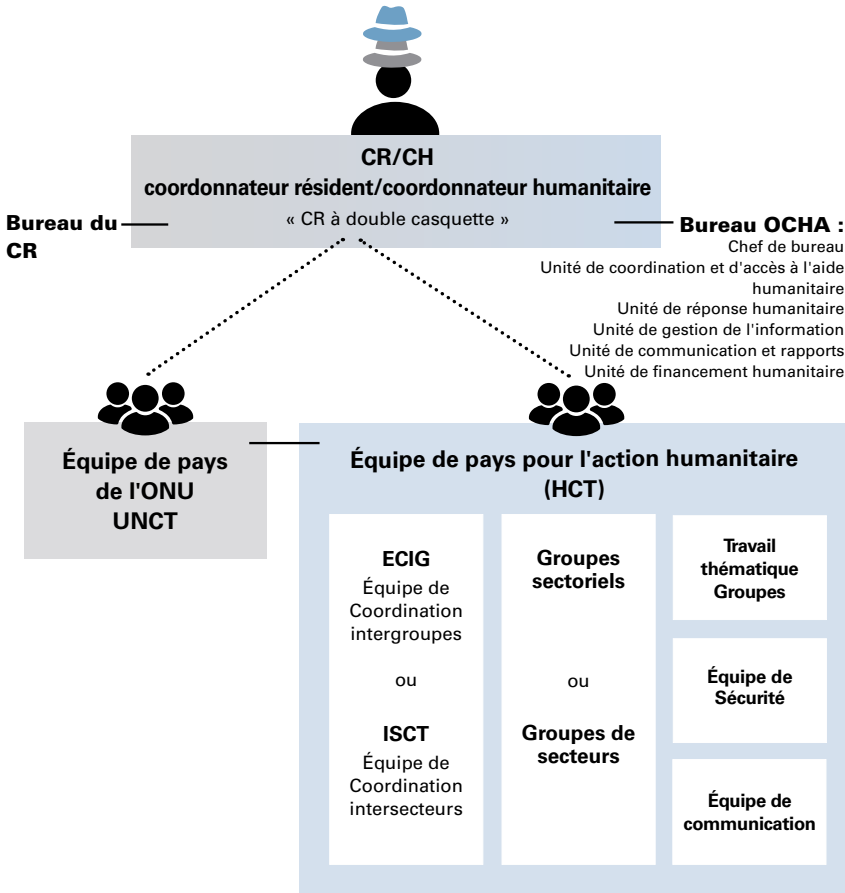 CR/CH
coordonnateur résident/coordonnateur humanitaire
« CR à double casquette »
Bureau du
CR
Bureau OCHA :
Chef de bureau
Unité de coordination et d'accès à l'aide
humanitaire
Unité de réponse humanitaire
Unité de gestion de l'information
Unité de communication et rapports
Unité de financement humanitaire
Équipe de pays
de l'ONU
UNCT
Équipe de pays pour l'action humanitaire
(HCT)
ECIG
Équipe de
Coordination
intergroupes
ou
ISCT
Équipe de
Coordination
intersecteurs
Groupes
sectoriels
ou
Groupes de
secteurs
Travail
thématique
Groupes
Équipe de
Sécurité
Équipe de
communication